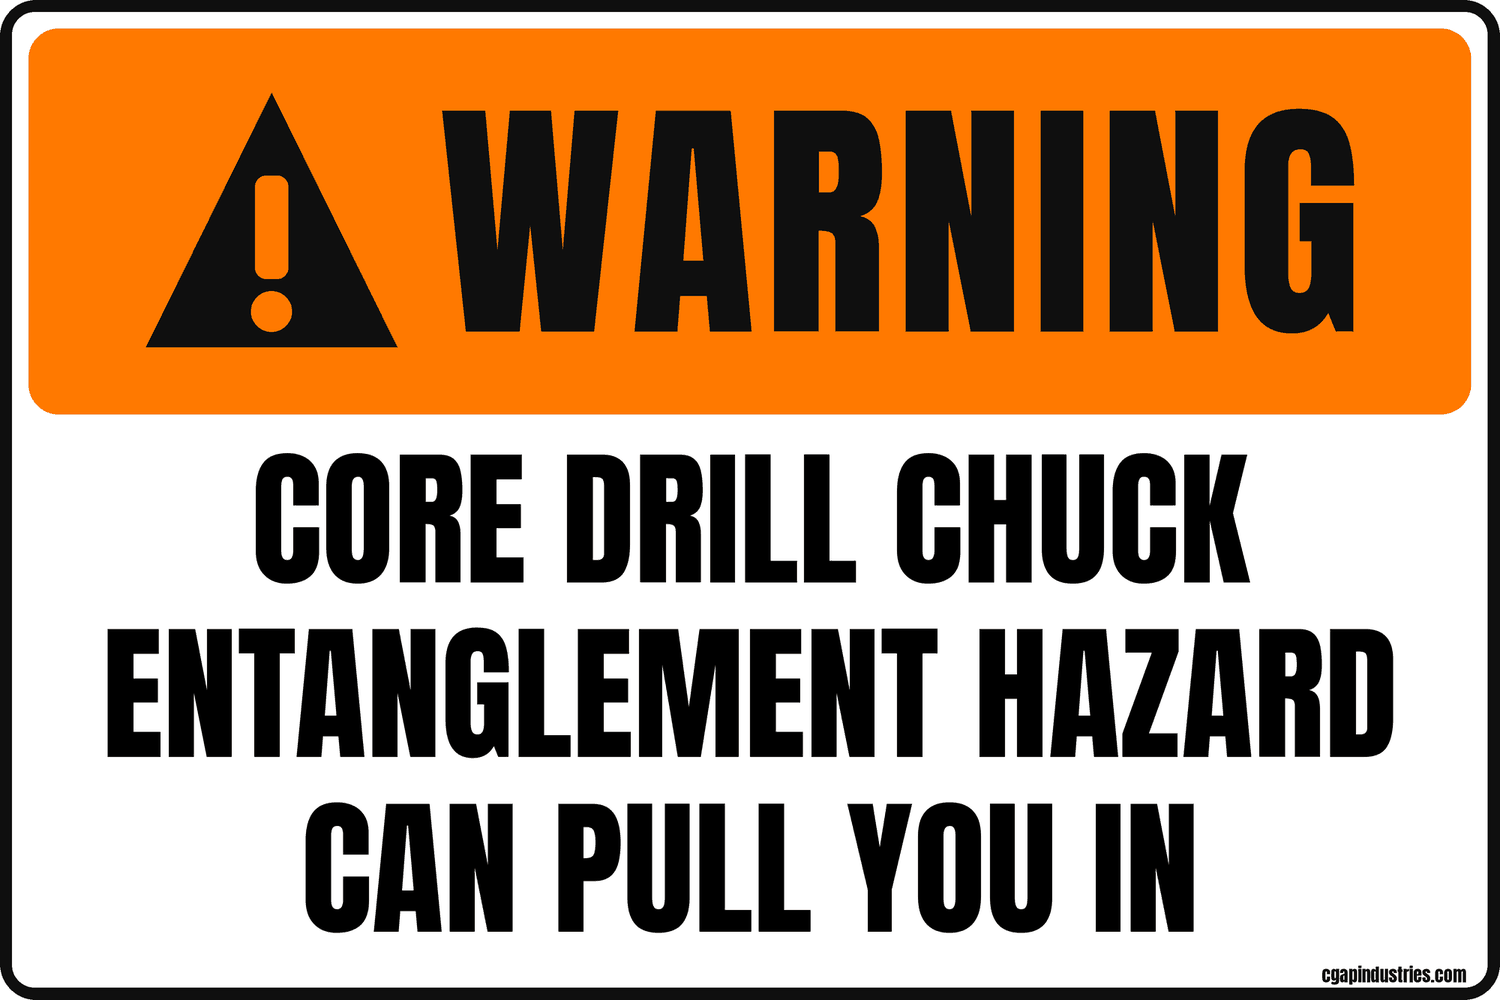 WARNING
CORE DRILL CHUCK
ENTANGLEMENT HAZARD
CAN PULL YOU IN
cgapindustries.com